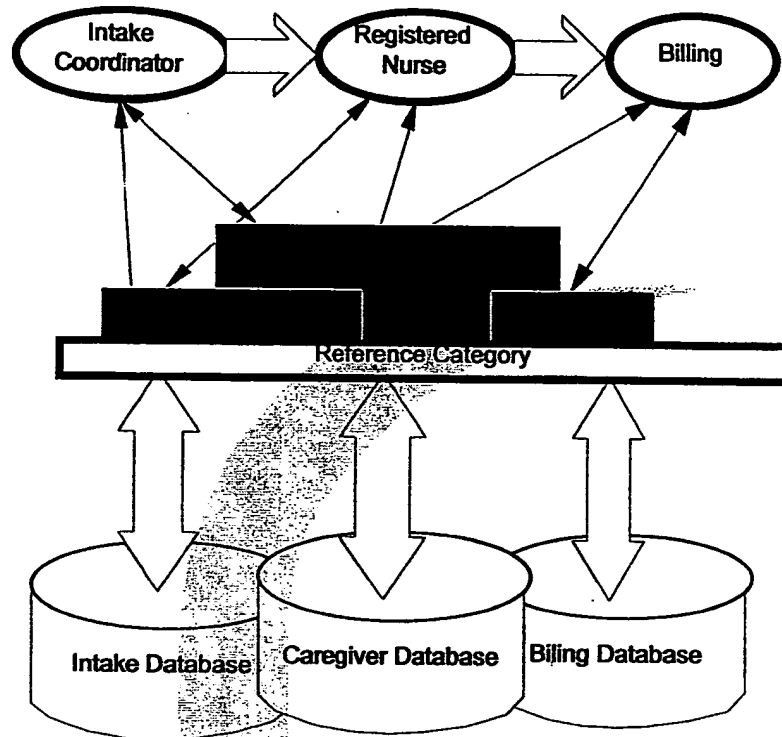 Intake
Coordinator
Registered
Nurse
Billing
Reference Category
Intake Database
Caregiver Database
Biling Database